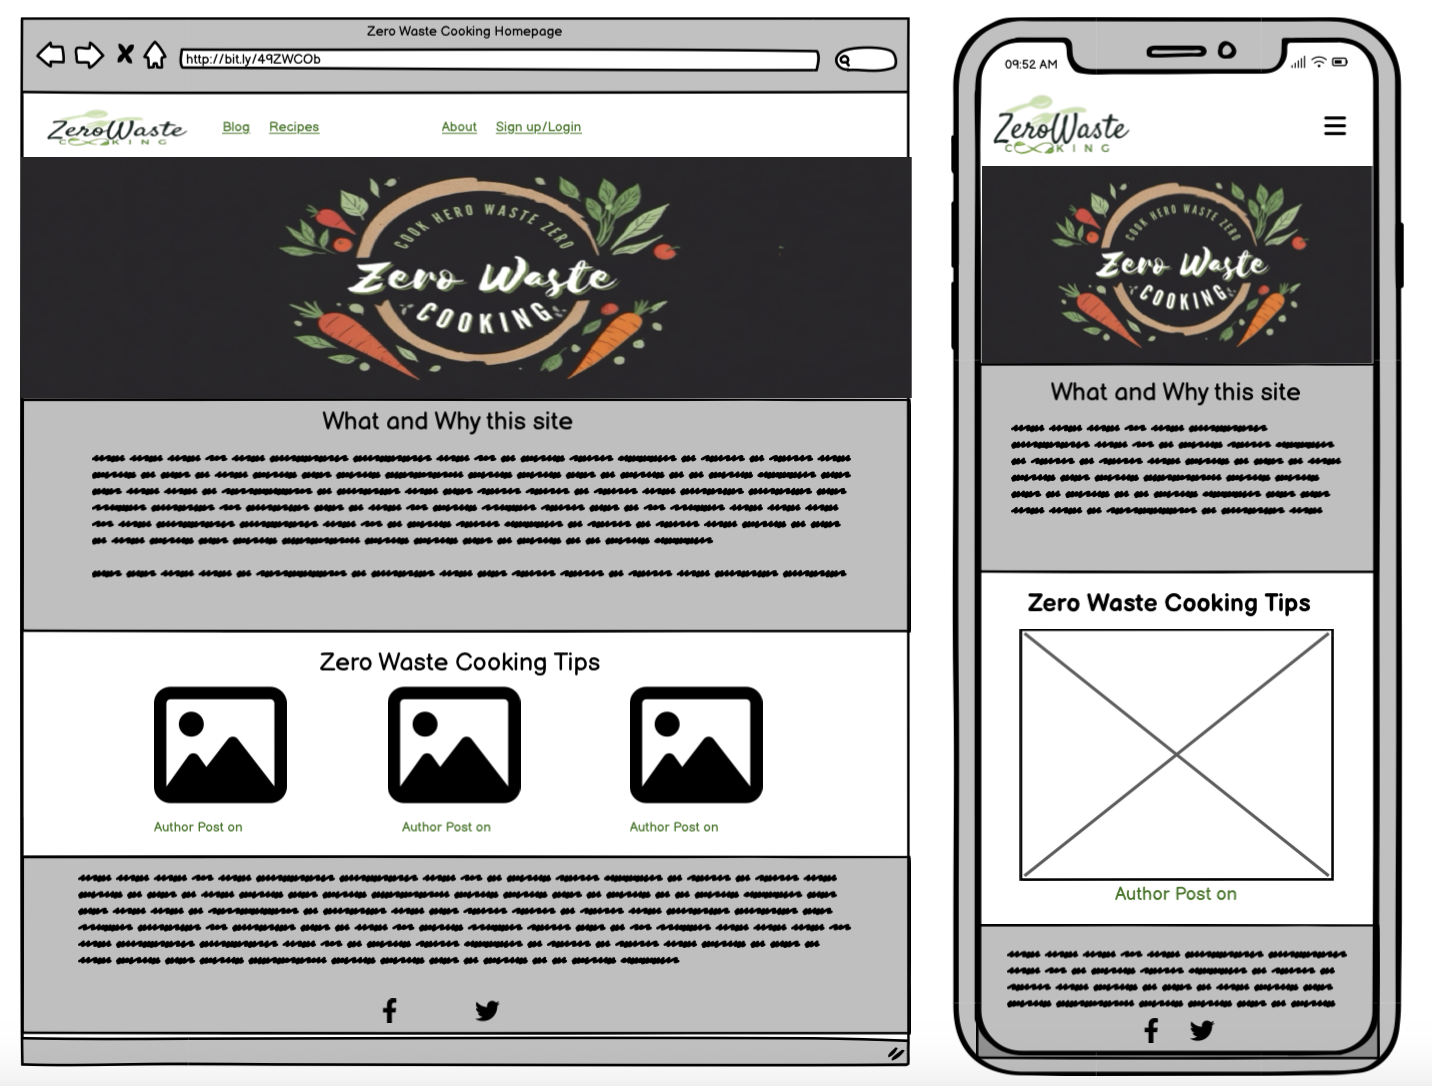 Zero Waste Cooking Homepage
http://bit.ly/49ZWCOb
ZeroWaste
COOKING
Blog Recipes About Sign up/Login
COOK HERO WASTE ZERO
Zero Waste
COOKING
What and Why this site
Zero Waste Cooking Tips
Author Post on Author Post on Author Post on
09:52 AM
ZeroWaste
COOKING
COOK HERO WASTE ZERO
Zero Waste
COOKING
What and Why this site
Zero Waste Cooking Tips
Author Post on